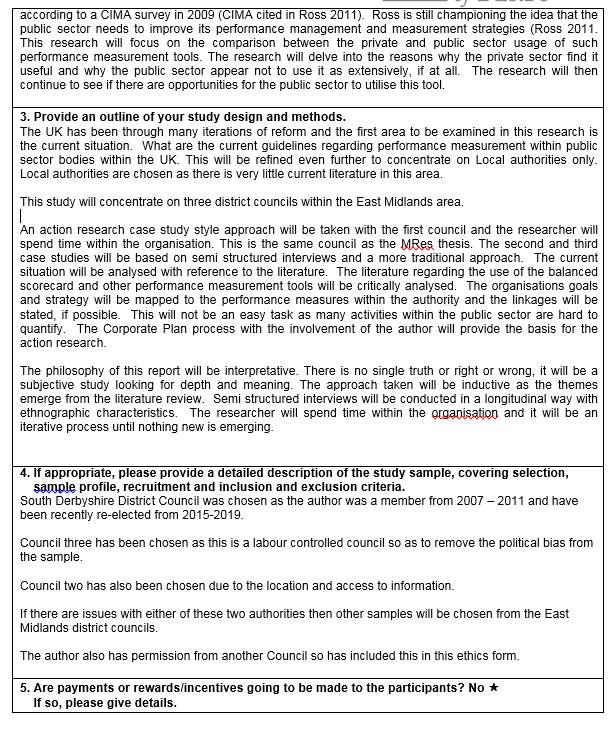 according to a CIMA survey in 2009 (CIMA cited in Ross 2011).  Ross is still championing the idea that the
public sector needs to improve its performance management and measurement strategies (Ross 2011.
This research will focus on the comparison between the private and public sector usage of such
performance measurement tools. The research will delve into the reasons why the private sector find it
useful and why the public sector appear not to use it as extensively, if at all.  The research will then
continue to see if there are opportunities for the public sector to utilise this tool.
3. Provide an outline of your study design and methods.
The UK has been through many iterations of reform and the first area to be examined in this research is
the current situation.  What are the current guidelines regarding performance measurement within public
sector bodies within the UK. This will be refined even further to concentrate on Local authorities only.
Local authorities are chosen as there is very little current literature in this area.
This study will concentrate on three district councils within the East Midlands area.
An action research case study style approach will be taken with the first council and the researcher will
spend time within the organisation. This is the same council as the MRes thesis. The second and third
case studies will be based on semi structured interviews and a more traditional approach.  The current
situation will be analysed with reference to the literature.  The literature regarding the use of the balanced
scorecard and other performance measurement tools will be critically analysed.  The organisations goals
and strategy will be mapped to the performance measures within the authority and the linkages will be
stated, if possible.  This will not be an easy task as many activities within the public sector are hard to
quantify.  The Corporate Plan process with the involvement of the author will provide the basis for the
action research.
The philosophy of this report will be interpretative. There is no single truth or right or wrong, it will be a
subjective study looking for depth and meaning. The approach taken will be inductive as the themes
emerge from the literature review.  Semi structured interviews will be conducted in a longitudinal way with
ethnographic characteristics.  The researcher will spend time within the organisation and it will be an
iterative process until nothing new is emerging.
4. If appropriate, please provide a detailed description of the study sample, covering selection,
sample profile, recruitment and inclusion and exclusion criteria.
South Derbyshire District Council was chosen as the author was a member from 2007 – 2011 and have
been recently re-elected from 2015-2019.
Council three has been chosen as this is a labour controlled council so as to remove the political bias from
the sample.
Council two has also been chosen due to the location and access to information.
If there are issues with either of these two authorities then other samples will be chosen from the East
Midlands district councils.
The author also has permission from another Council so has included this in this ethics form.
5. Are payments or rewards/incentives going to be made to the participants? No ★
If so, please give details.